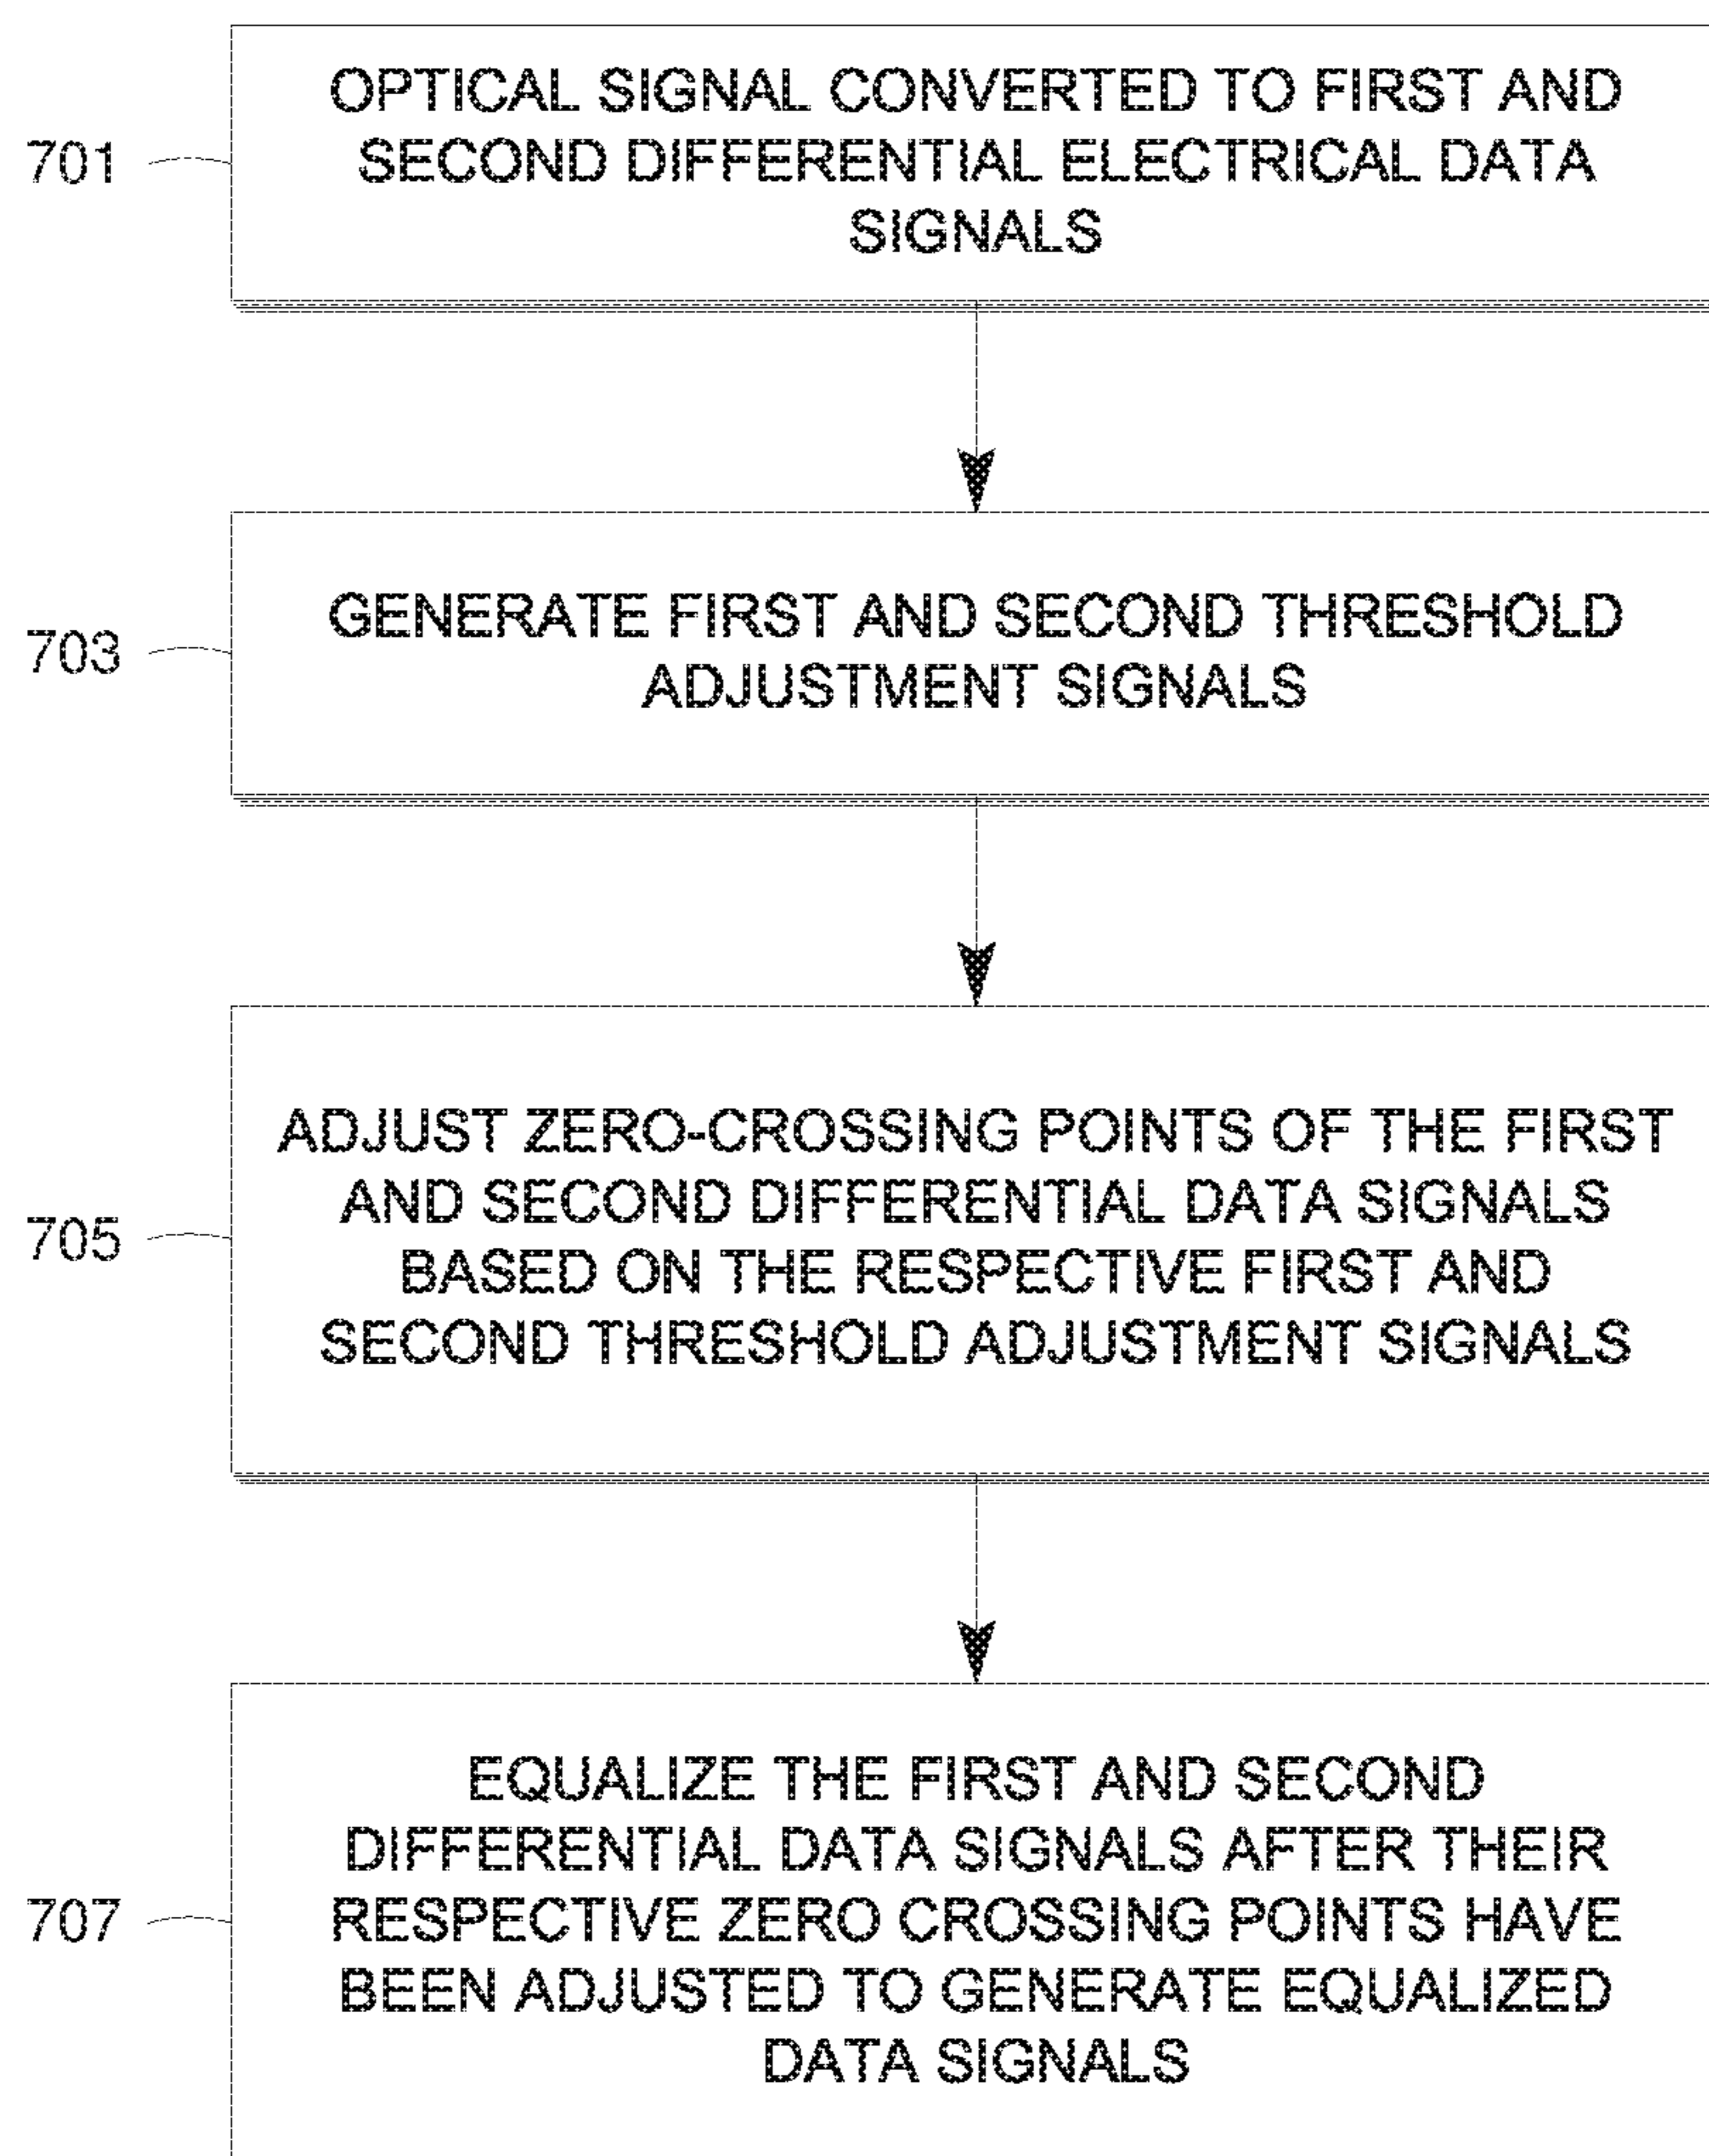 OPTICAL SIGNAL CONVERTED TO FIRST AND
701
SECOND DIFFERENTIAL ELECTRICAL DATA
SIGNALS
GENERATE FIRST AND SECOND THRESHOLD
703
ADJUSTMENT SIGNALS
ADJUST ZERO-CROSSING POINTS OF THE FIRST
AND SECOND DIFFERENTIAL DATA SIGNALS
705
BASED ON THE RESPECTIVE FIRST AND
SECOND THRESHOLD ADJUSTMENT SIGNALS
EQUALIZE THE FIRST AND SECOND
DIFFERENTIAL DATA SIGNALS AFTER THEIR
707
RESPECTIVE ZERO CROSSING POINTS HAVE
BEEN ADJUSTED TO GENERATE EQUALIZED
DATA SIGNALS